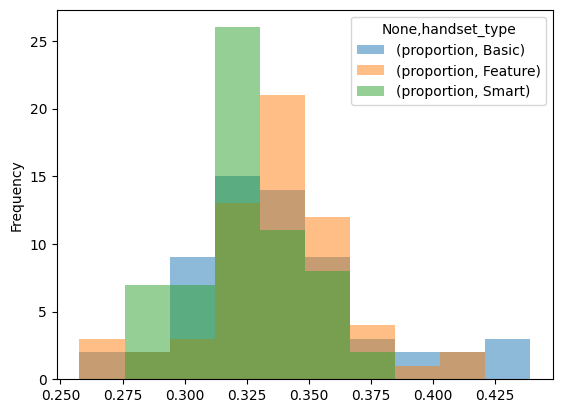 None,handset_type
(proportion, Basic)
(proportion, Feature)
(proportion, Smart)
Frequency
25
20
15
10
5
0
0.250 0.275 0.300 0.325 0.350 0.375 0.400 0.425